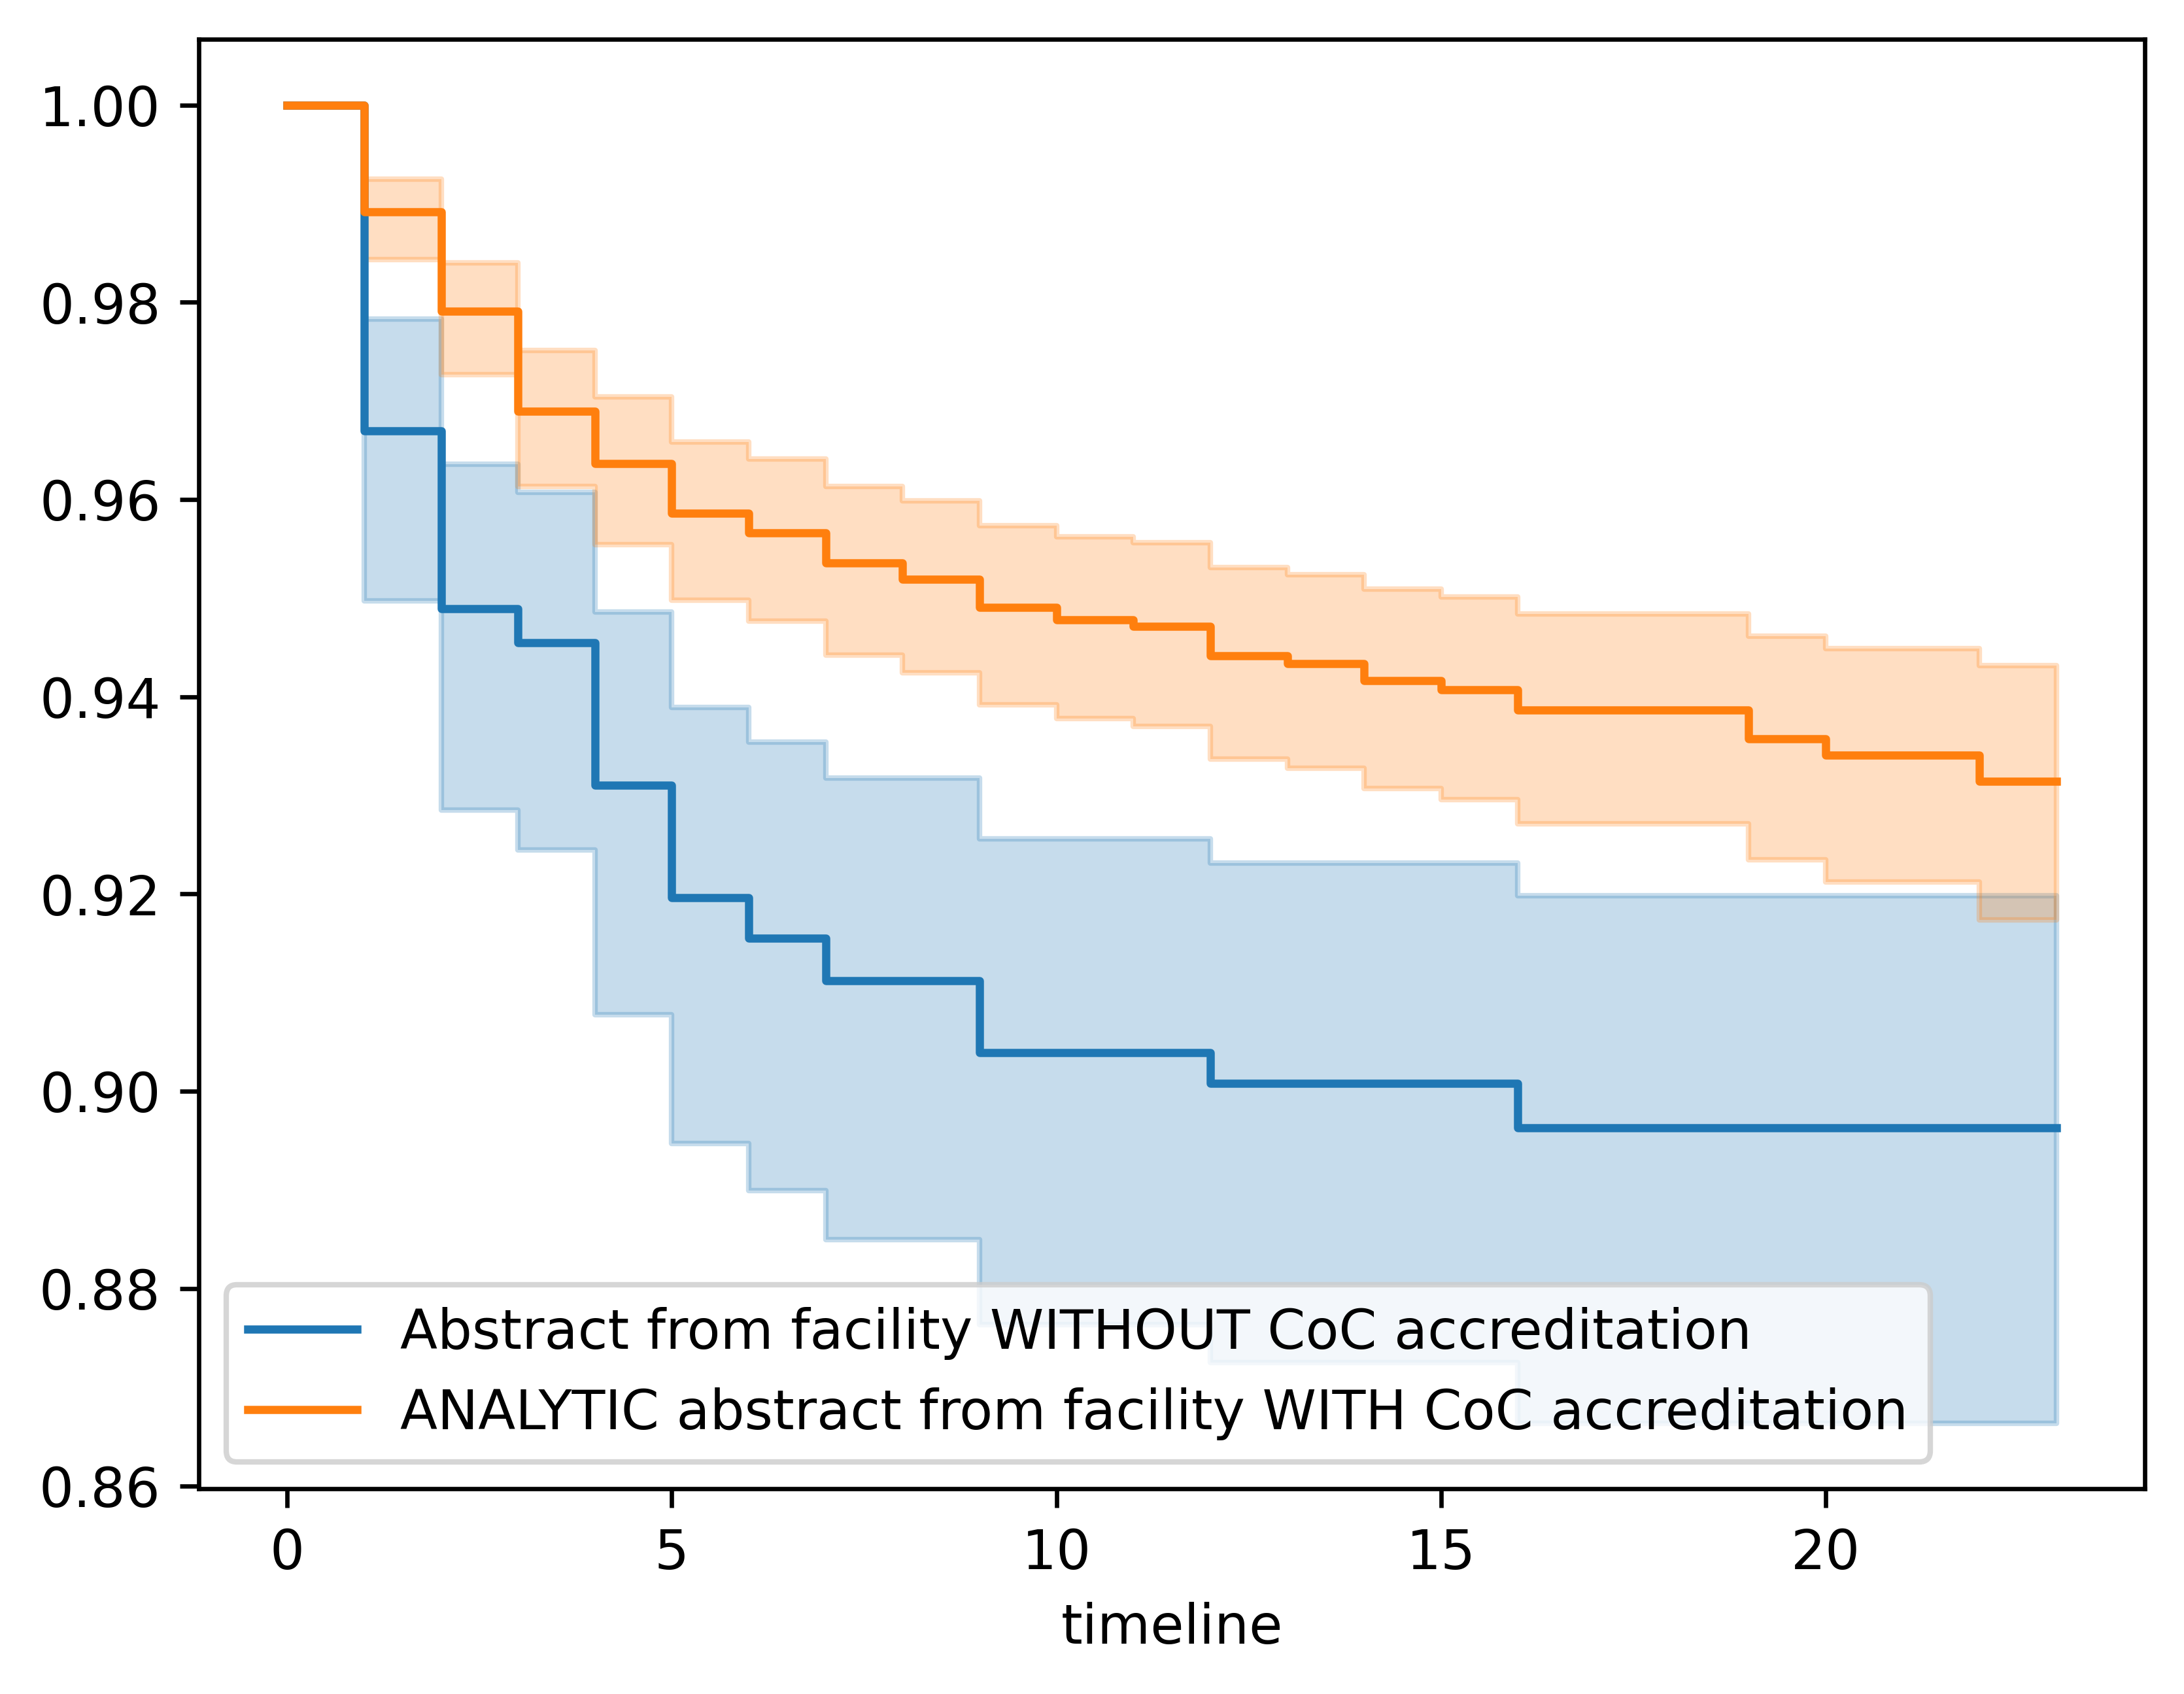 1.00
0.98
0.96
0.94
0.92
0.90
0.88
0.86
Abstract from facility WITHOUT CoC accreditation
ANALYTIC abstract from facility WITH CoC accreditation
0 5 10 15 20
timeline